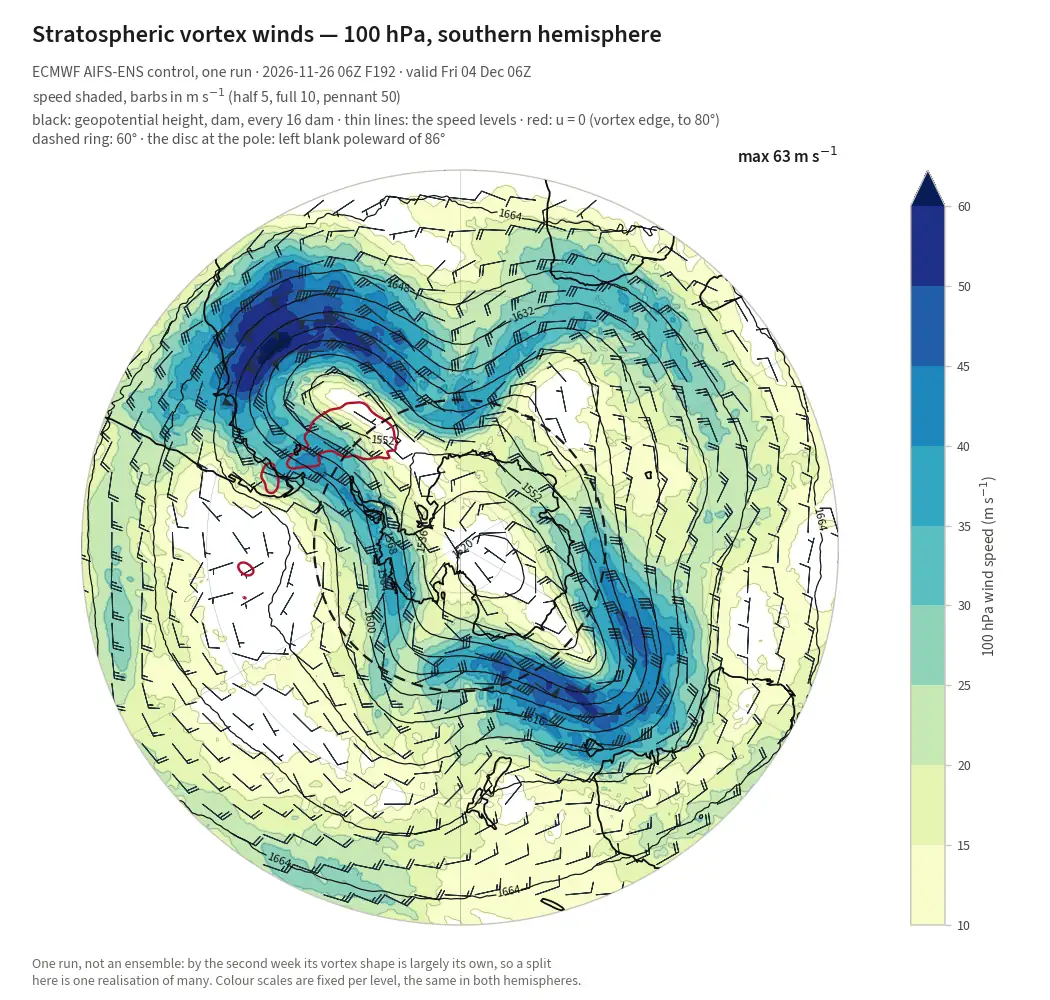 Stratospheric vortex winds — 100 hPa, southern hemisphere
ECMWF AIFS-ENS control, one run · 2026-11-26 06Z F192 · valid Fri 04 Dec 06Z
speed shaded, barbs in m s⁻¹ (half 5, full 10, pennant 50)
black: geopotential height, dam, every 16 dam · thin lines: the speed levels · red: u = 0 (vortex edge, to 80°)
dashed ring: 60° · the disc at the pole: left blank poleward of 86°
max 63 m s⁻¹
1664
1648
1632
1552
1552
1520
1600
1616
1664
1664
1664
60
50
45
40
35
30
25
20
15
10
100 hPa wind speed (m s⁻¹)
One run, not an ensemble: by the second week its vortex shape is largely its own, so a split
here is one realisation of many. Colour scales are fixed per level, the same in both hemispheres.